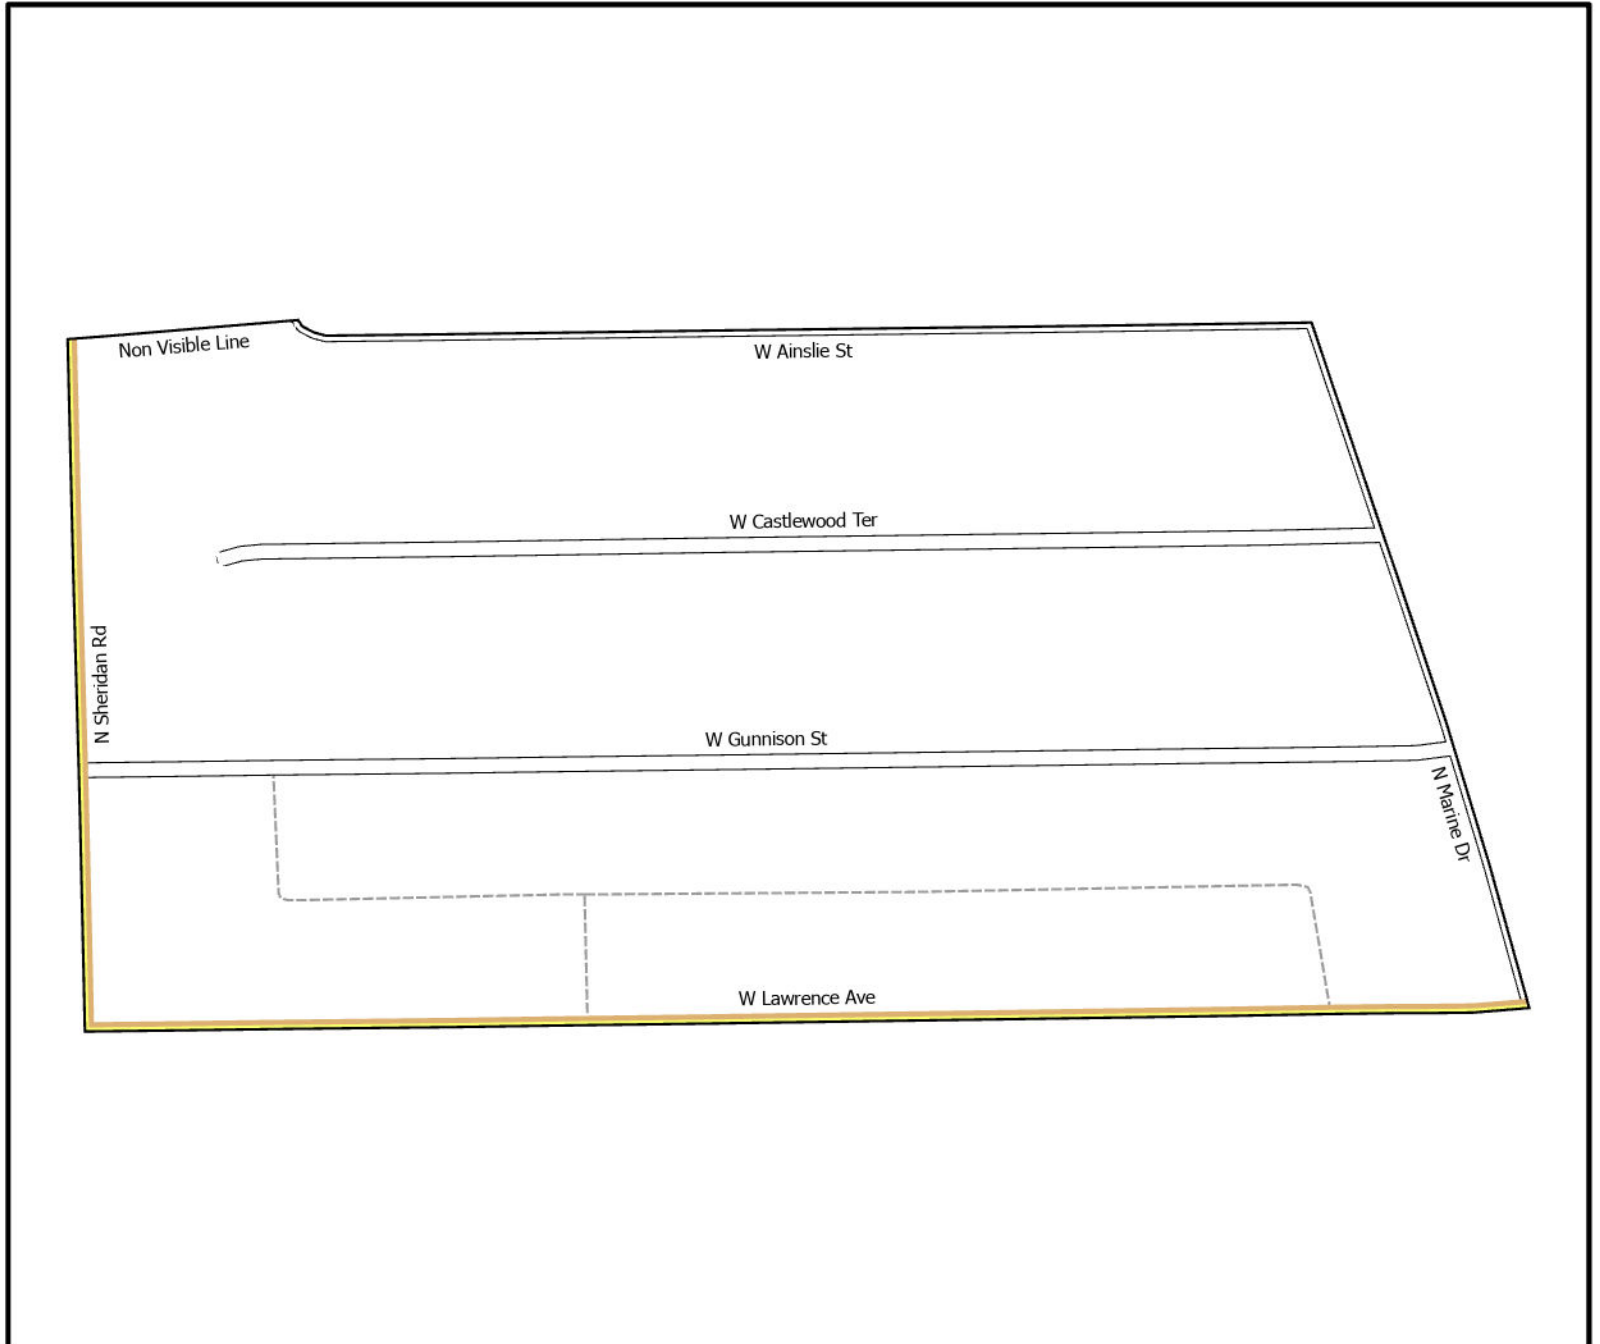 Non Visible Line
W Ainslie St
W Castlewood Ter
N Sheridan Rd
W Gunnison St
N Marine Dr
W Lawrence Ave